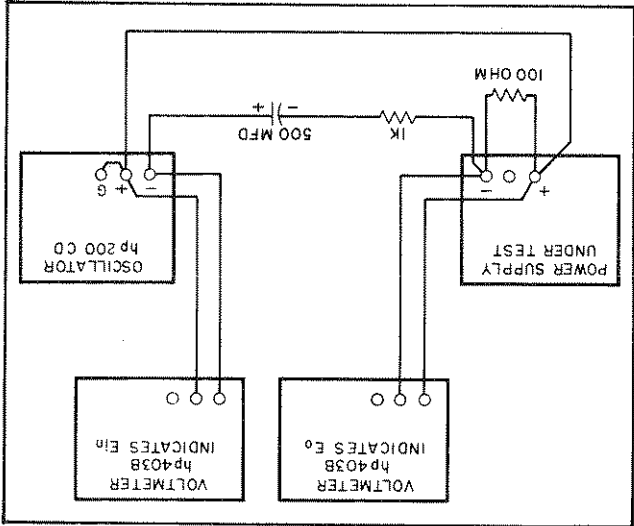 VOLTMETER
hp403B
INDICATES Eo
VOLTMETER
hp403B
INDICATES Ein
POWER SUPPLY
UNDER TEST
+ -
OSCILLATOR
hp 200 CD
- + G
1K
500 MFD
- +
100 OHM